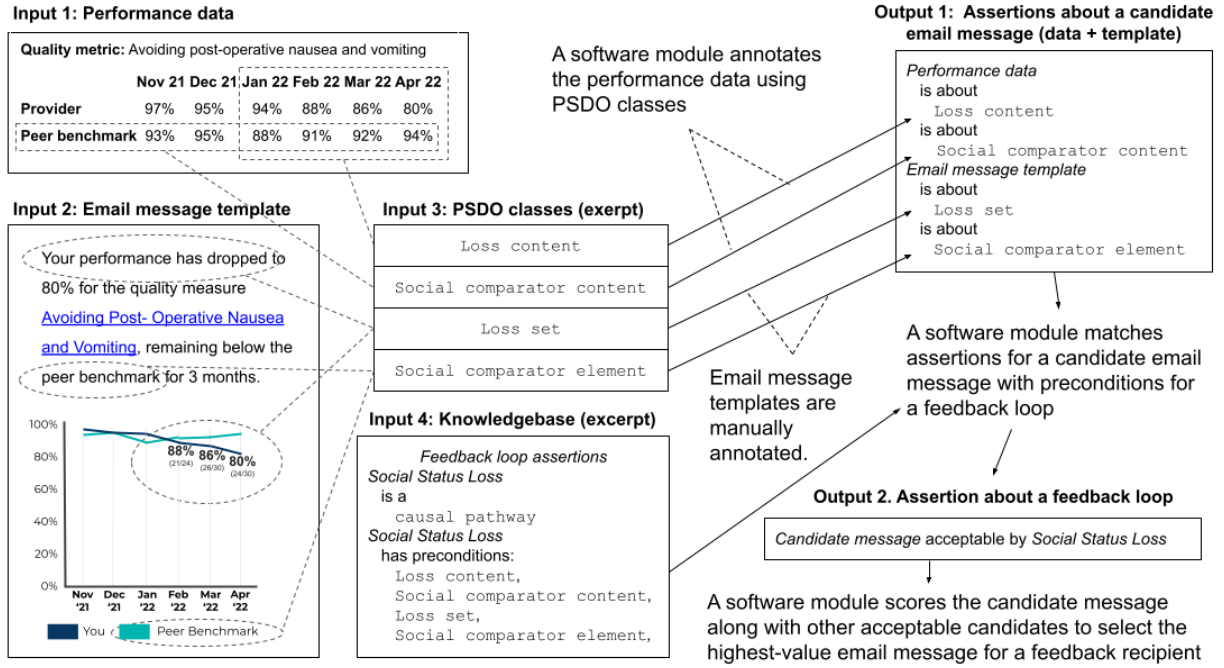 Input 1: Performance data
Quality metric: Avoiding post-operative nausea and vomiting
Nov 21 Dec 21 Jan 22 Feb 22 Mar 22 Apr 22
Provider 97% 95% 94% 88% 86% 80%
Peer benchmark 93% 95% 88% 91% 92% 94%
Input 2: Email message template
Your performance has dropped to
80% for the quality measure
Avoiding Post- Operative Nausea
and Vomiting, remaining below the
peer benchmark for 3 months.
100%
80%
60%
40%
20%
0%
88% 86% 80%
(21/24) (26/30) (24/30)
Nov Dec Jan Feb Mar Apr
'21 '21 '22 '22 '22 '22
You Peer Benchmark
Input 3: PSDO classes (exerpt)
Loss content
Social comparator content
Loss set
Social comparator element
Input 4: Knowledgebase (excerpt)
Feedback loop assertions
Social Status Loss
is a
causal pathway
Social Status Loss
has preconditions:
Loss content,
Social comparator content,
Loss set,
Social comparator element,
A software module annotates
the performance data using
PSDO classes
Email message
templates are
manually
annotated.
Output 1: Assertions about a candidate
email message (data + template)
Performance data
is about
Loss content
is about
Social comparator content
Email message template
is about
Loss set
is about
Social comparator element
A software module matches
assertions for a candidate email
message with preconditions for
a feedback loop
Output 2. Assertion about a feedback loop
Candidate message acceptable by Social Status Loss
A software module scores the candidate message
along with other acceptable candidates to select the
highest-value email message for a feedback recipient